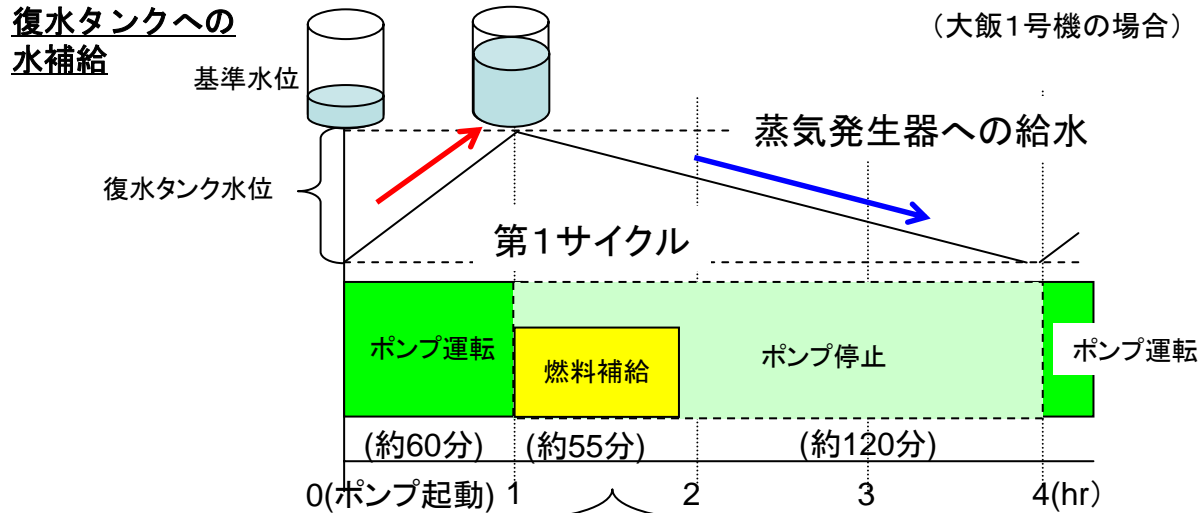 復水タンクへの
水補給
(大飯1号機の場合)
基準水位
蒸気発生器への給水
復水タンク水位
第1サイクル
ポンプ運転
燃料補給
ポンプ停止
ポンプ運転
(約60分)
(約55分)
(約120分)
0(ポンプ起動)
1
2
3
4(hr)